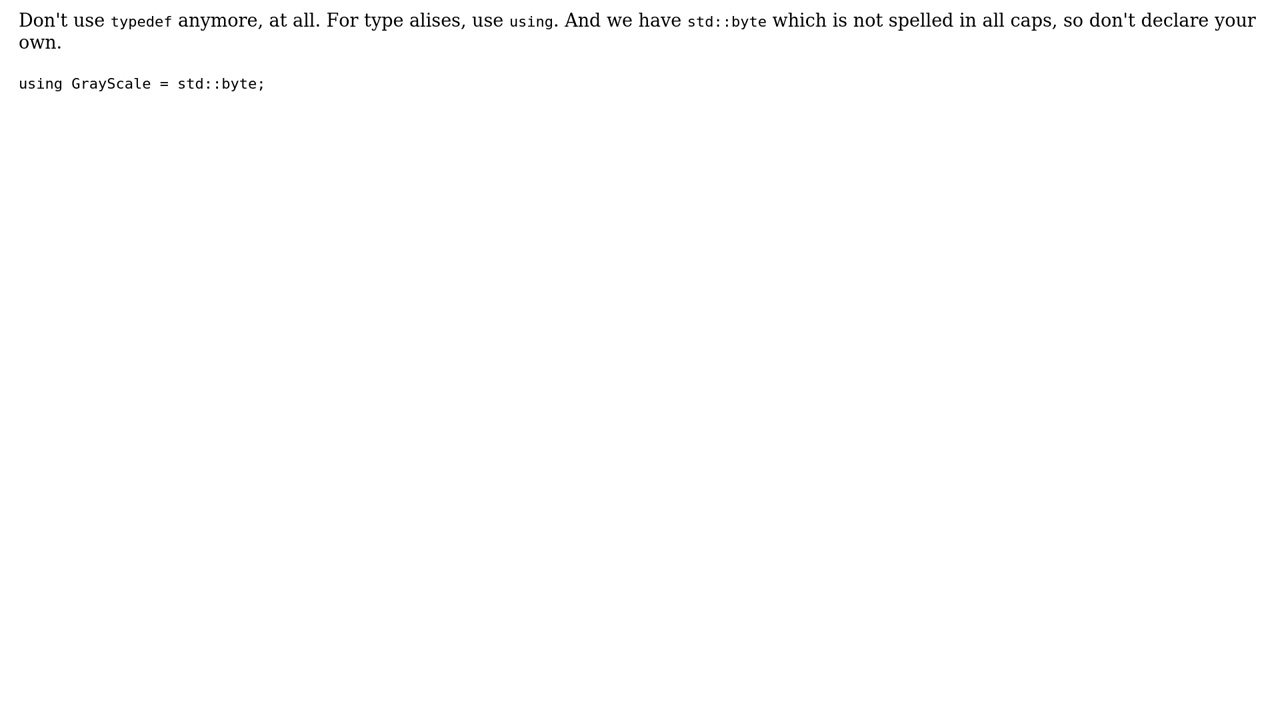 Don't use typedef anymore, at all. For type alises, use using. And we have std::byte which is not spelled in all caps, so don't declare your
own.
using GrayScale = std::byte;